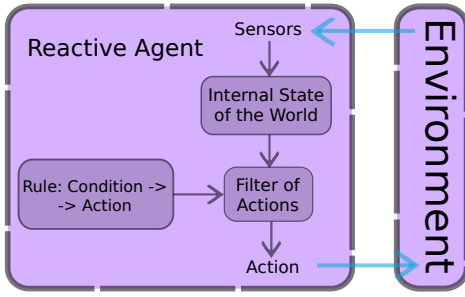 Reactive Agent
Sensors
Internal State
of the World
Rule: Condition ->
-> Action
Filter of
Actions
Action
Environment